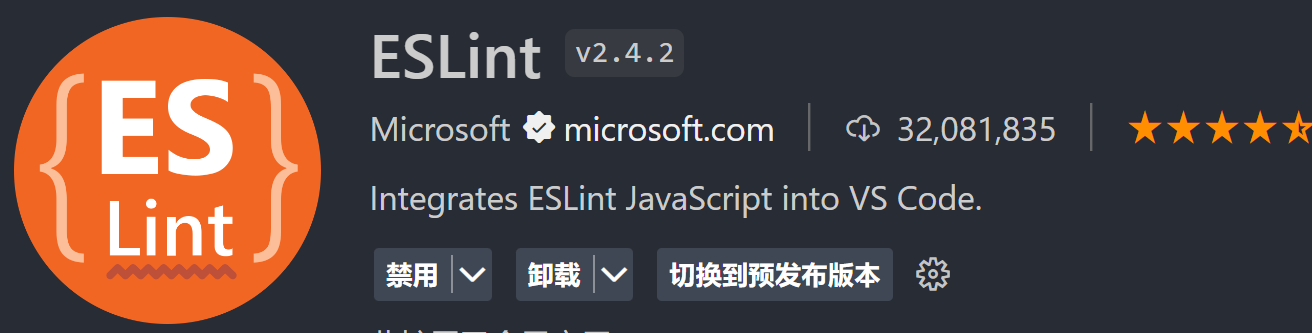 {ES}
Lint
ESLint v2.4.2
Microsoft microsoft.com 32,081,835
Integrates ESLint JavaScript into VS Code.
禁用 卸载 切换到预发布版本